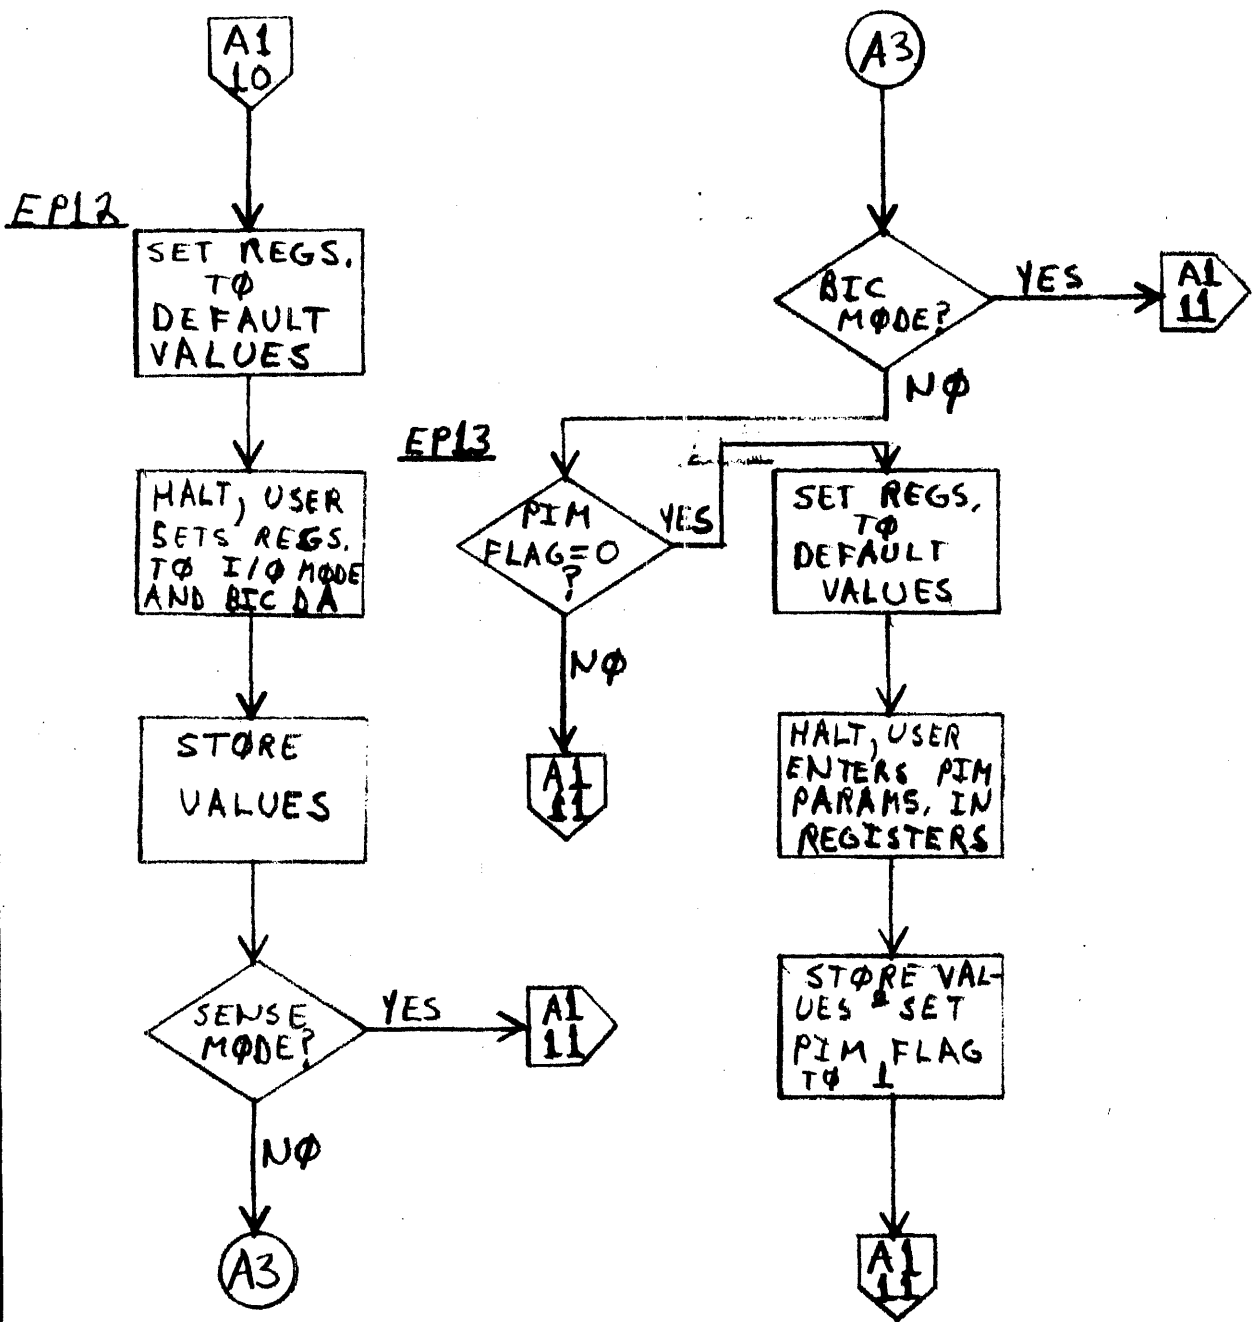 A1
10
EP12
SET REGS.
TØ
DEFAULT
VALUES
HALT, USER
SETS REGS.
TØ I/Ø MØDE
AND BIC DA
STØRE
VALUES
SENSE
MØDE?
YES
A1
11
NØ
A3
A3
BIC
MØDE?
YES
A1
11
NØ
EP13
PIM
FLAG=0
?
YES
NØ
A1
11
SET REGS.
TØ
DEFAULT
VALUES
HALT, USER
ENTERS PIM
PARAMS. IN
REGISTERS
STØRE VAL-
UES & SET
PIM FLAG
TØ 1
A1
11